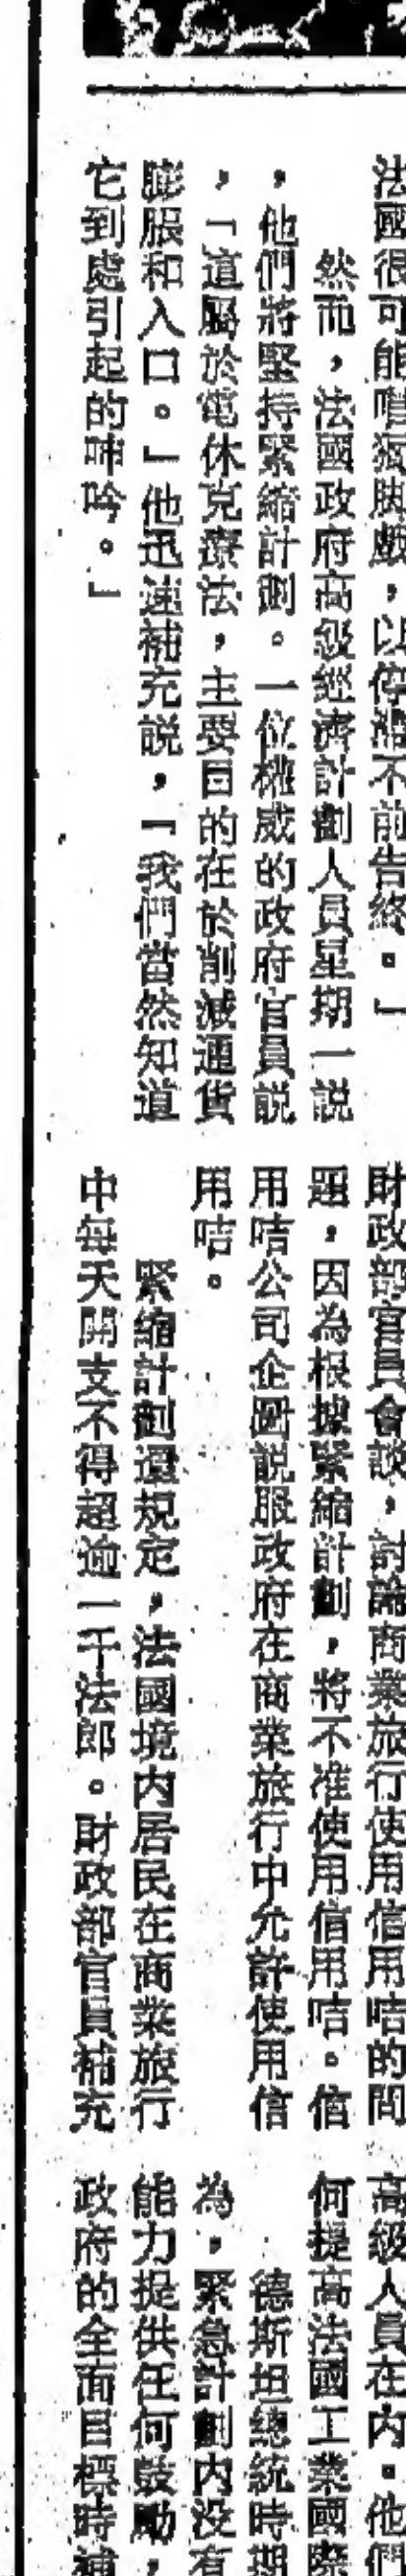 法國很可能唱獨脚戲，以停滯不前告終。」
然而，法國政府高級經濟計劃人員星期一説
，他們將堅持緊縮計劃。一位權威的政府官員説
，「這屬於電休克療法，主要目的在於削減通貨
膨脹和入口。」他迅速補充説，「我們當然知道
它到處引起的呻吟。」
財政部官員會談，討論商業旅行使用信用咭的問
題，因為根據緊縮計劃，將不准使用信用咭。信
用咭公司企圖説服政府在商業旅行中允許使用信
用咭。
緊縮計劃還規定，法國境内居民在商業旅行
中每天開支不得超逾一千法郎。財政部官員補充
高級人員在内。他們
何提高法國工業國際
德斯坦總統時期
為，緊急計劃内没有
能力提供任何鼓勵，
政府的全面目標時補